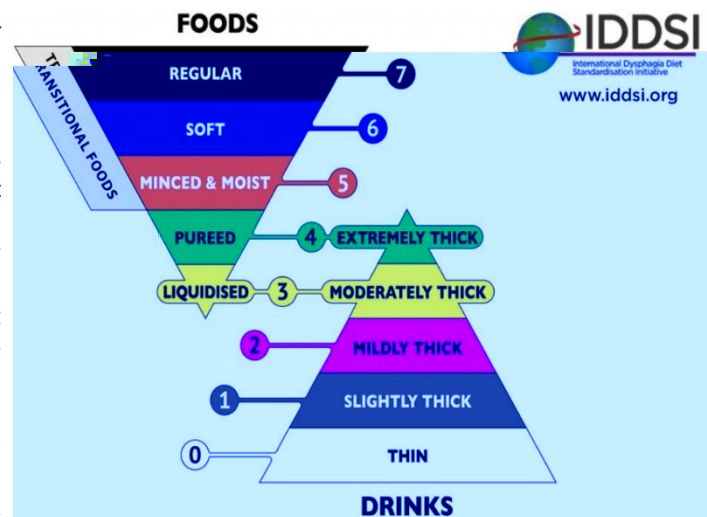 FOODS
IDDSI
International Dysphagia Diet
Standardisation Initiative
www.iddsi.org
TRANSITIONAL FOODS
REGULAR 7
SOFT 6
MINCED & MOIST 5
PUREED 4 EXTREMELY THICK
LIQUIDISED 3 MODERATELY THICK
2 MILDLY THICK
1 SLIGHTLY THICK
0 THIN
DRINKS